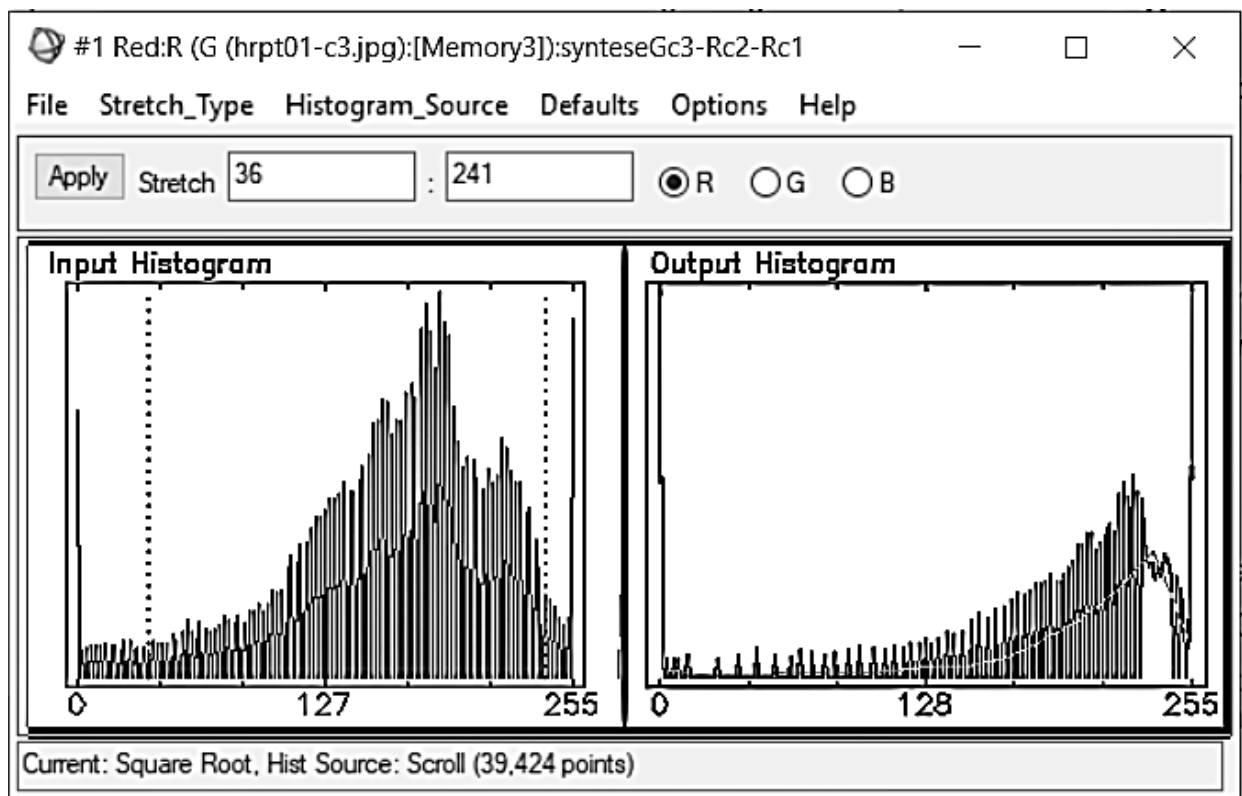 #1 Red:R (G (hrpt01-c3.jpg):[Memory3]):synteseGc3-Rc2-Rc1
File Stretch_Type Histogram_Source Defaults Options Help
Apply Stretch 36 : 241 R G B
Input Histogram Output Histogram
0 127 255 0 128 255
Current: Square Root, Hist Source: Scroll (39,424 points)